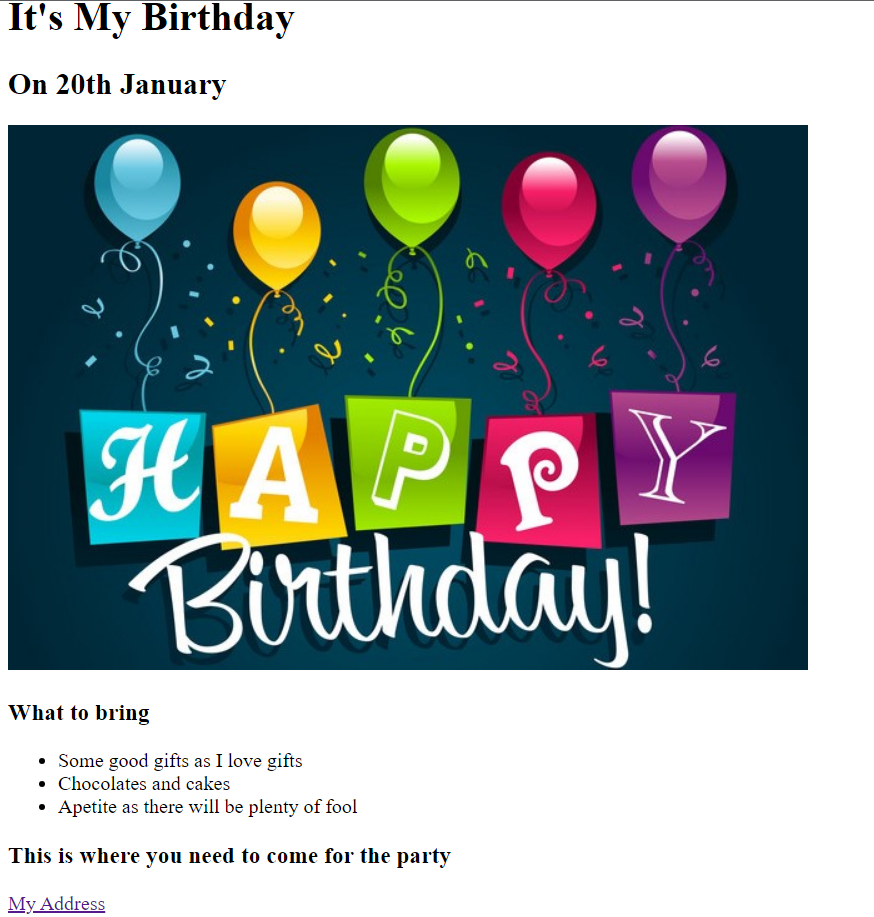 It's My Birthday
On 20th January
HAPPY
Birthday!
What to bring
Some good gifts as I love gifts
Chocolates and cakes
Apetite as there will be plenty of fool
This is where you need to come for the party
My Address